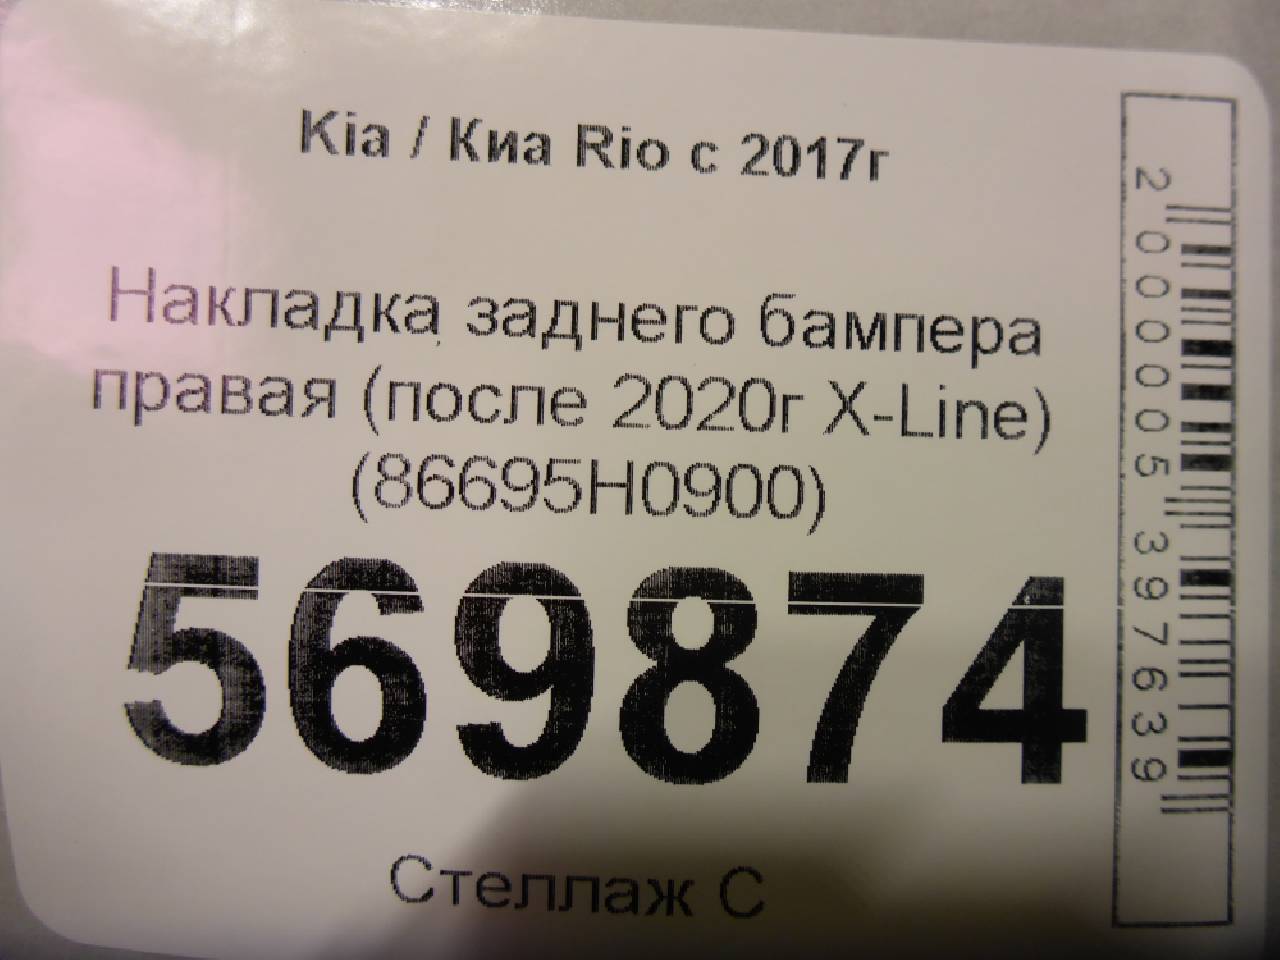 Kia / Киа Rio с 2017г
Накладка заднего бампера
правая (после 2020г X-Line)
(86695H0900)
569874
Стеллаж С
2000005397639